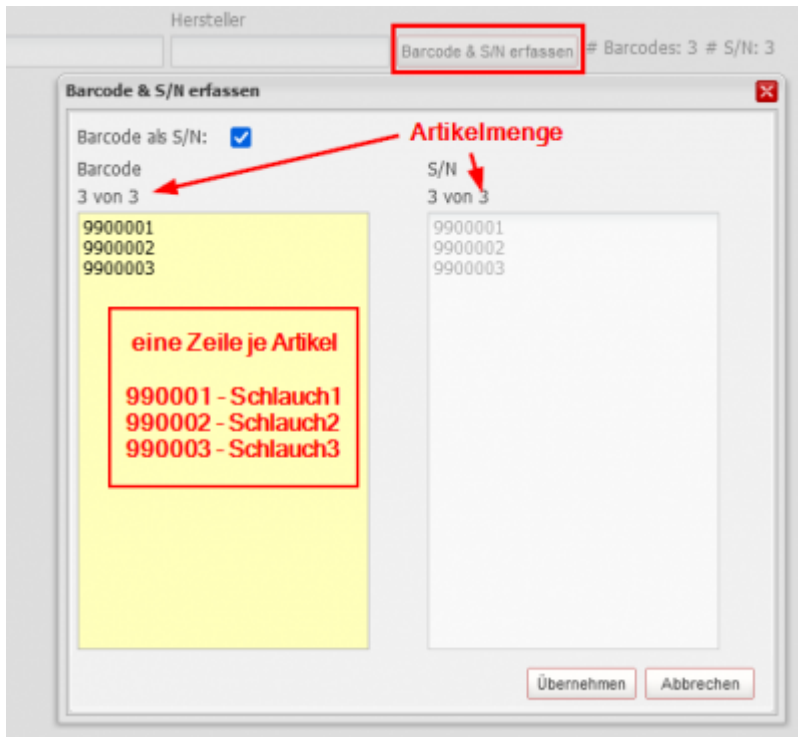 Hersteller
Barcode & S/N erfassen # Barcodes: 3 # S/N: 3
Barcode & S/N erfassen
Barcode als S/N:
Artikelmenge
Barcode
S/N
3 von 3
3 von 3
9900001
9900002
9900003
9900001
9900002
9900003
eine Zeile je Artikel
990001 - Schlauch1
990002 - Schlauch2
990003 - Schlauch3
Übernehmen
Abbrechen